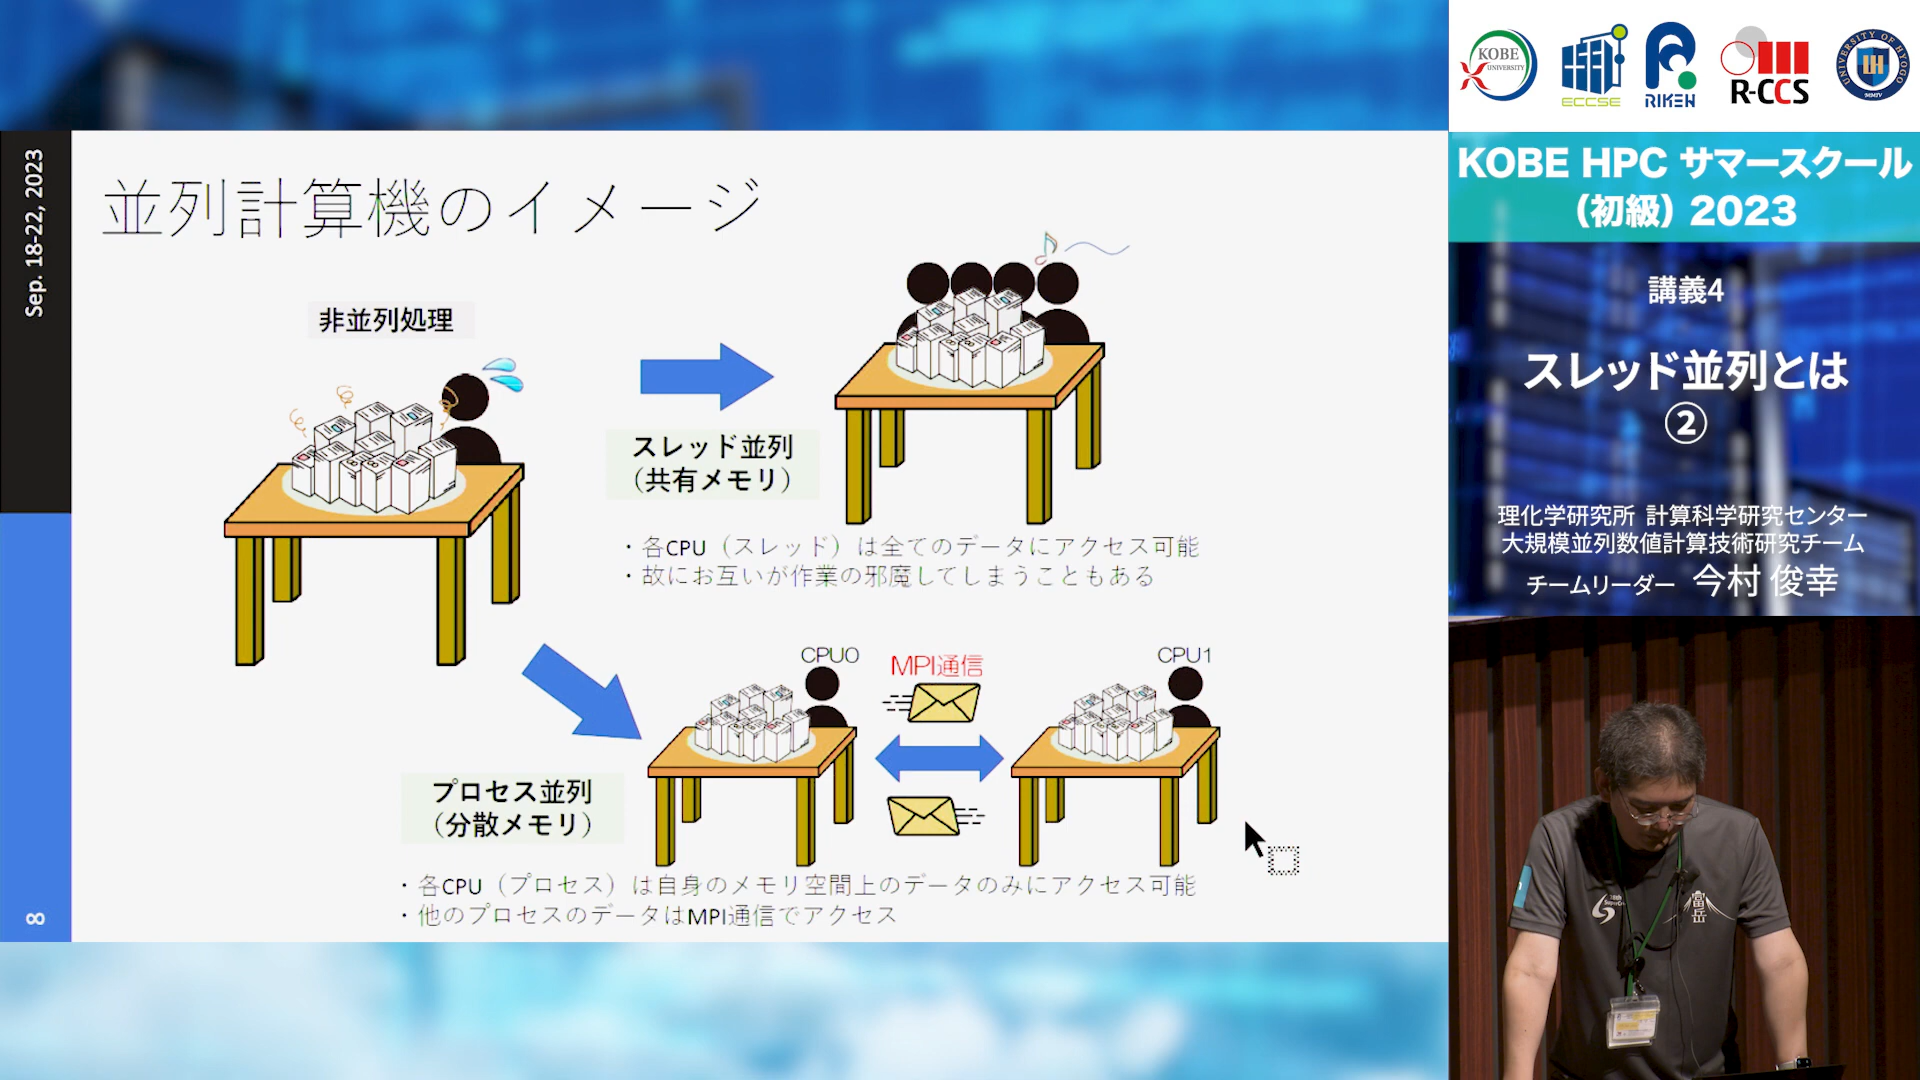 Sep. 18-22, 2023
8
並列計算機のイメージ
非並列処理
スレッド並列
（共有メモリ）
・各CPU（スレッド）は全てのデータにアクセス可能
・故にお互いが作業の邪魔してしまうこともある
CPU0
MPI通信
CPU1
プロセス並列
（分散メモリ）
・各CPU（プロセス）は自身のメモリ空間上のデータのみにアクセス可能
・他のプロセスのデータはMPI通信でアクセス
KOBE
UNIVERSITY
ECCSE
RIKEN
R-CCS
UNIVERSITY OF HYOGO
KOBE HPC サマースクール
（初級）2023
講義4
スレッド並列とは
②
理化学研究所 計算科学研究センター
大規模並列数値計算技術研究チーム
チームリーダー 今村 俊幸
富岳